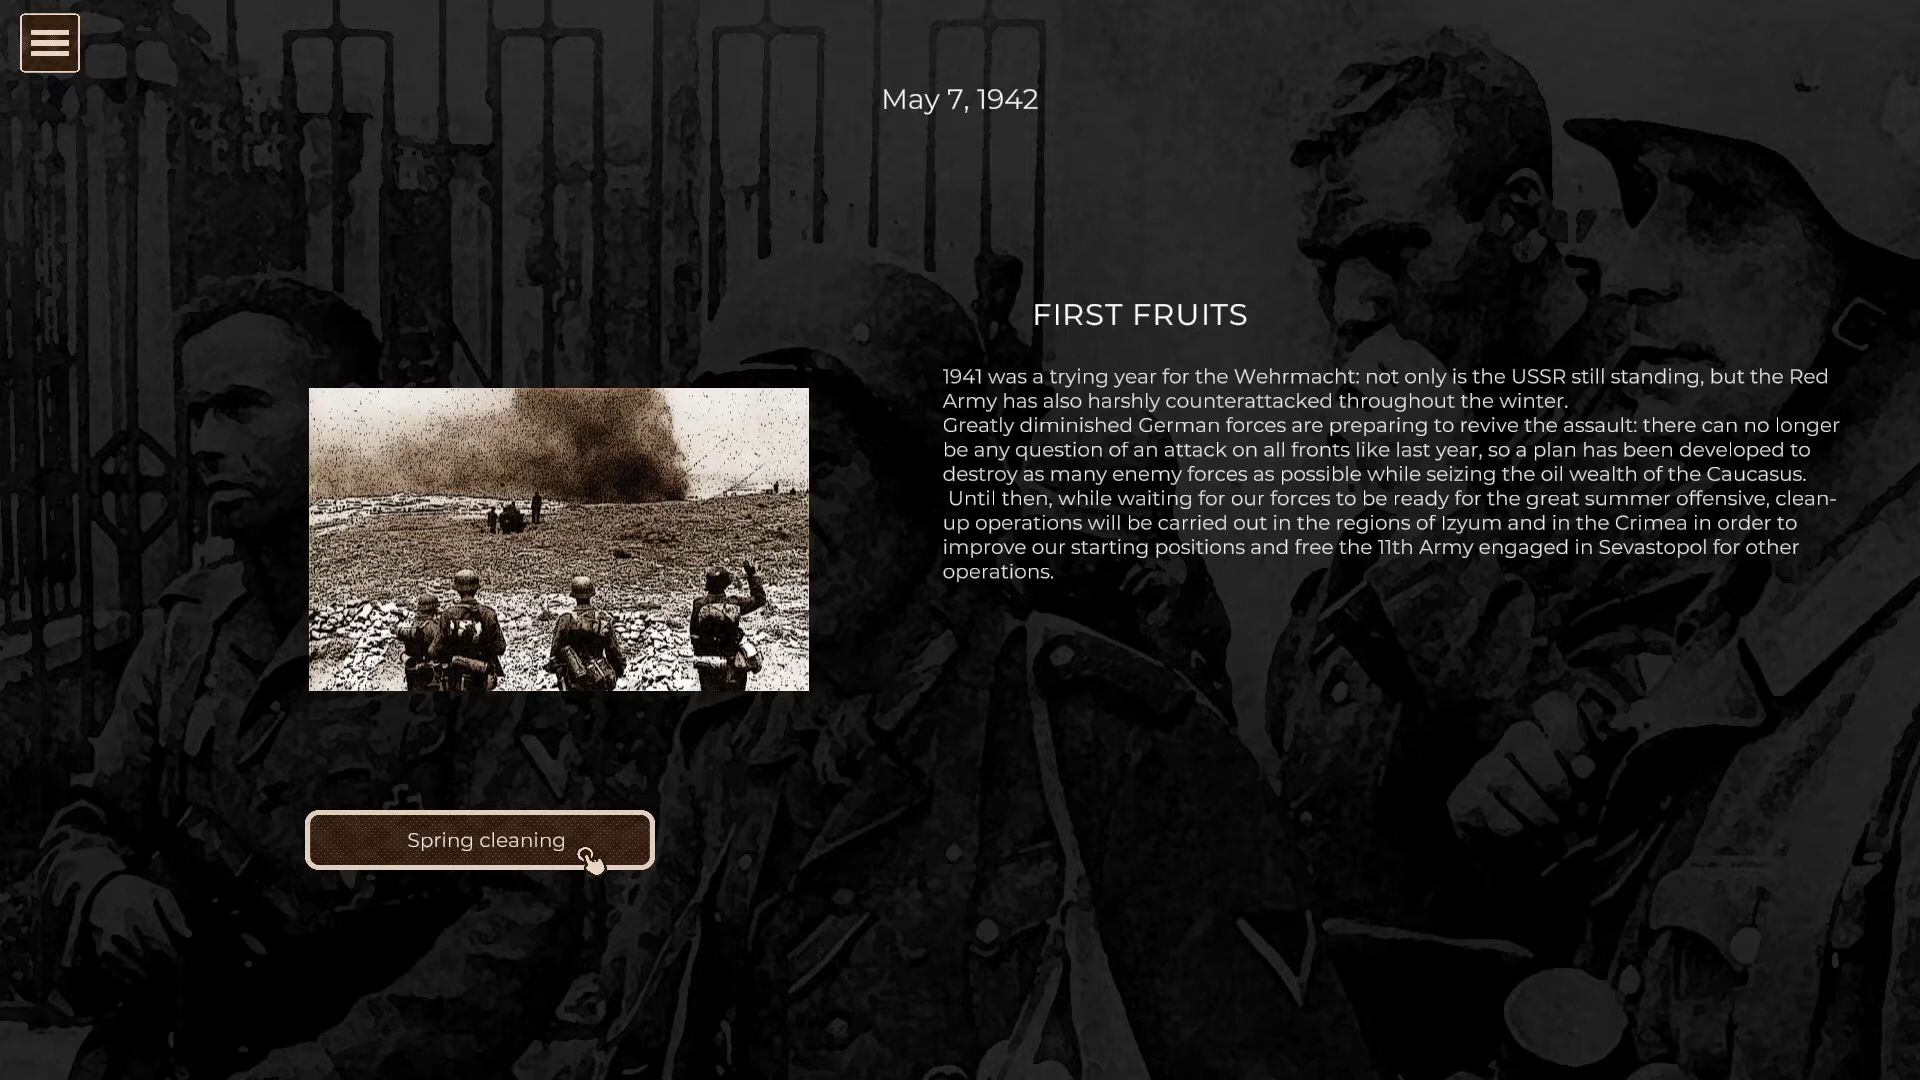 May 7, 1942
FIRST FRUITS
1941 was a trying year for the Wehrmacht: not only is the USSR still standing, but the Red
Army has also harshly counterattacked throughout the winter.
Greatly diminished German forces are preparing to revive the assault: there can no longer
be any question of an attack on all fronts like last year, so a plan has been developed to
destroy as many enemy forces as possible while seizing the oil wealth of the Caucasus.
Until then, while waiting for our forces to be ready for the great summer offensive, clean-
up operations will be carried out in the regions of Izyum and in the Crimea in order to
improve our starting positions and free the 11th Army engaged in Sevastopol for other
operations.
Spring cleaning